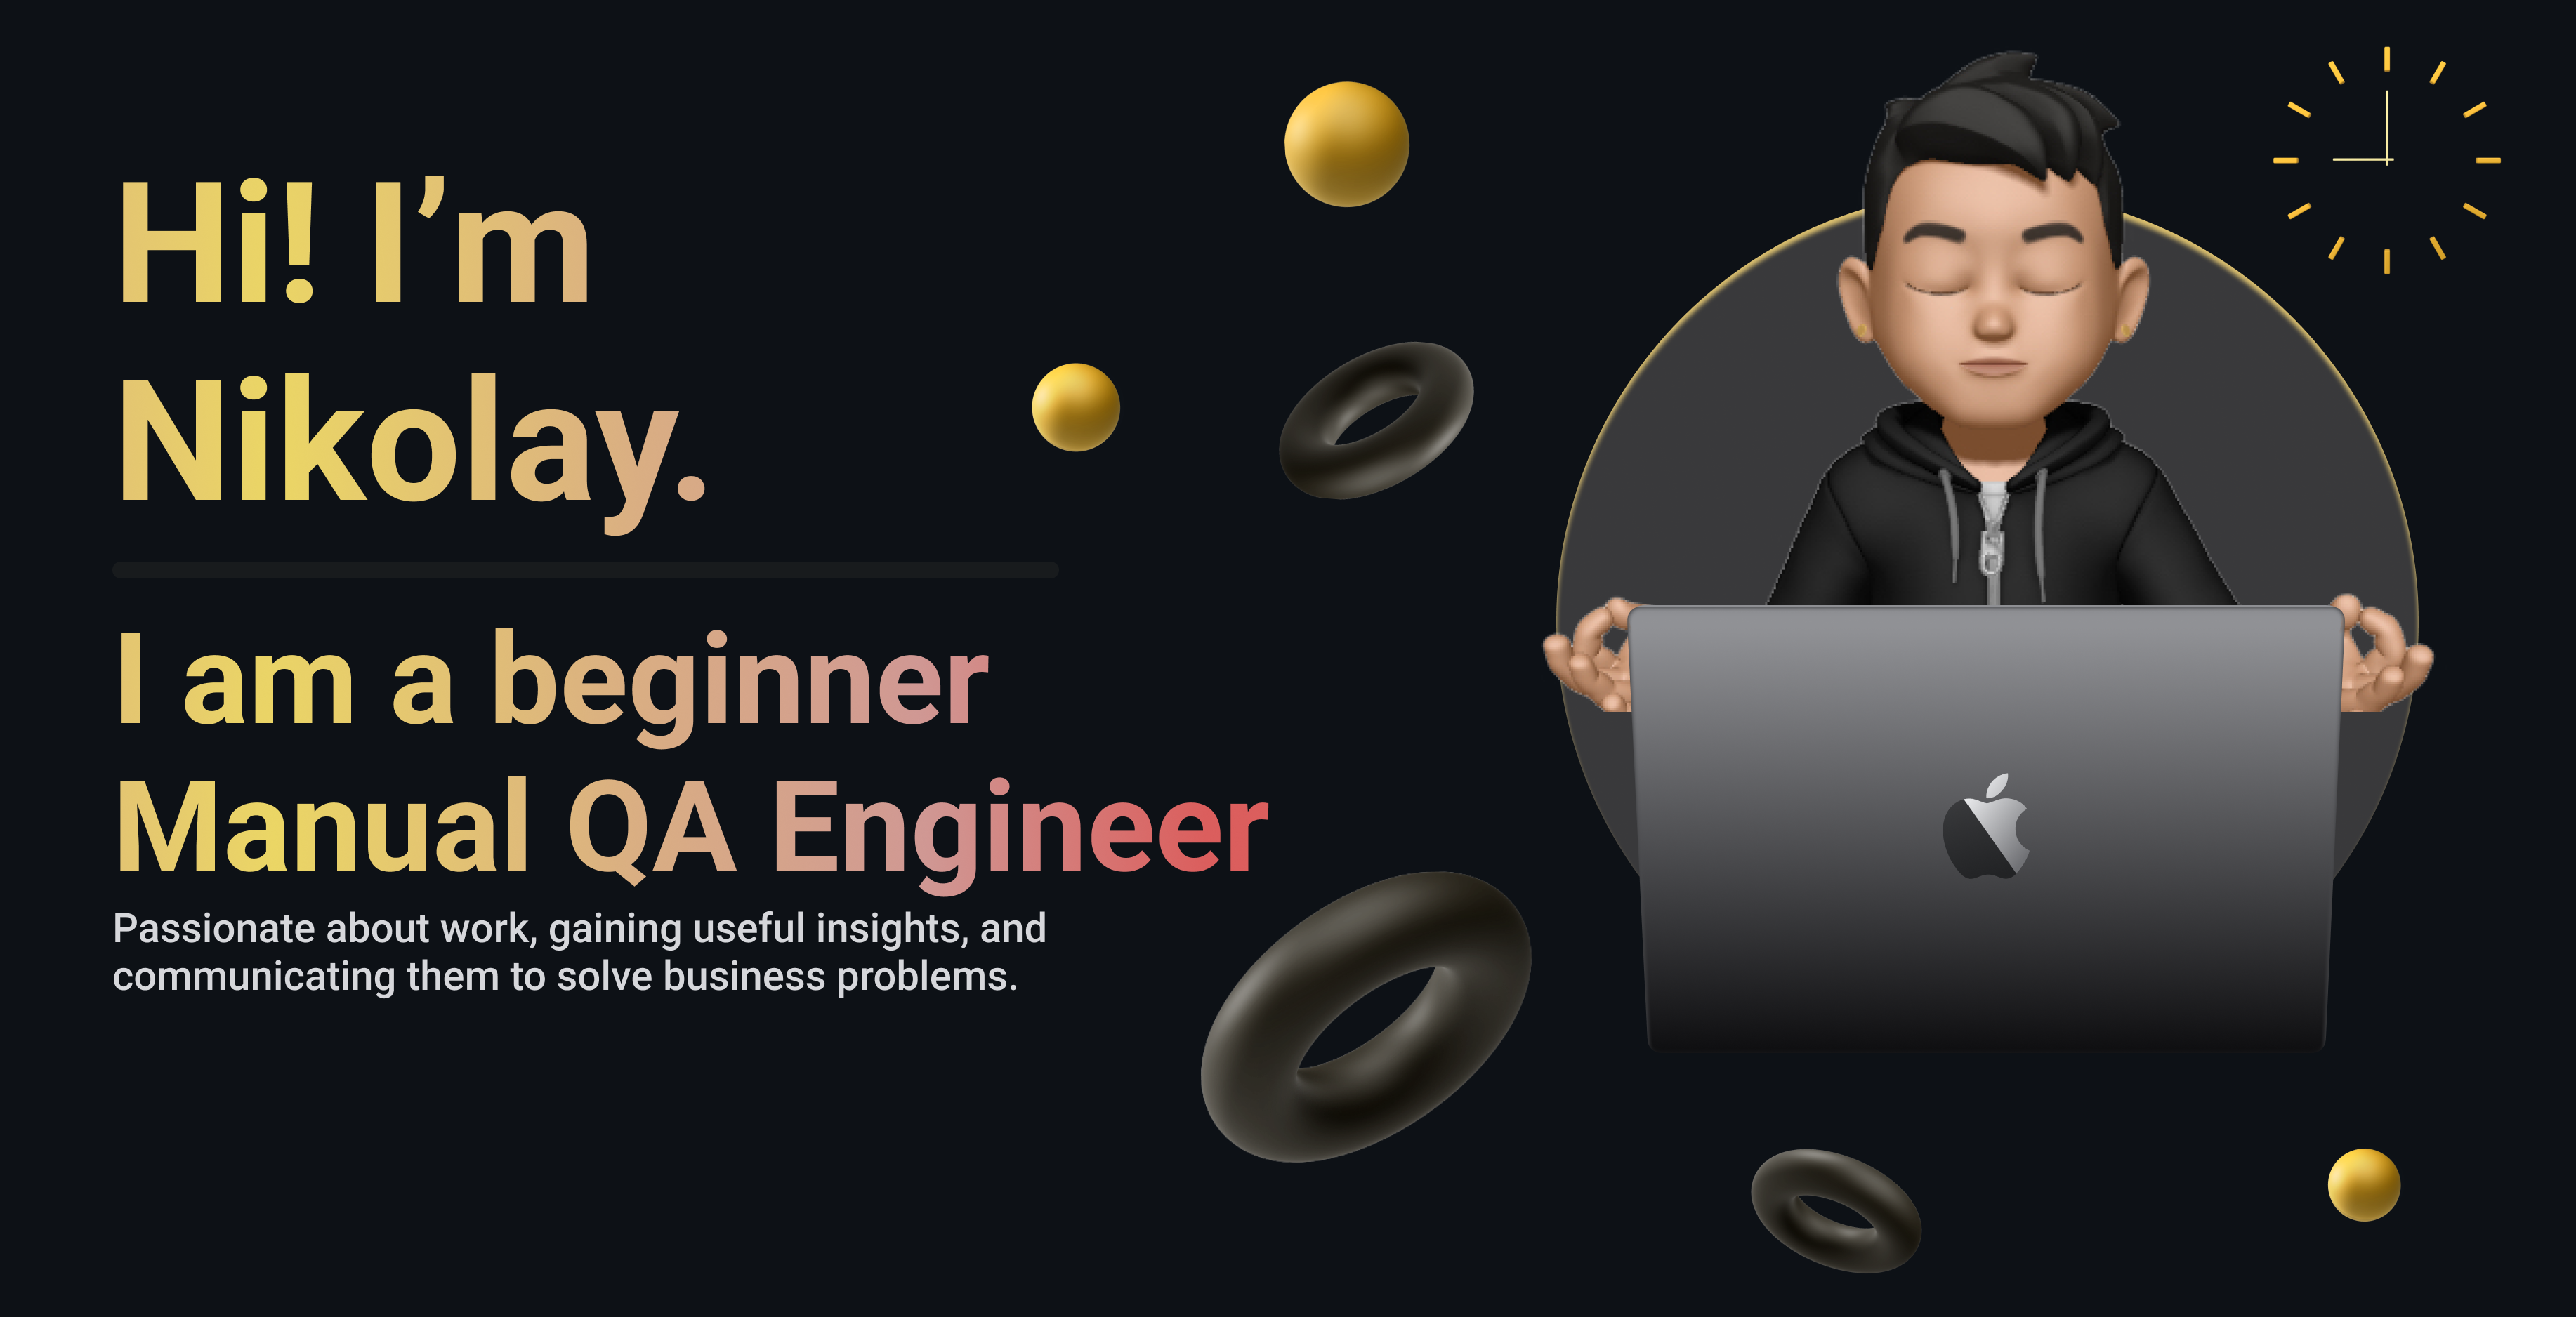 Hi! I’m
Nikolay.
I am a beginner
Manual QA Engineer
Passionate about work, gaining useful insights, and
communicating them to solve business problems.